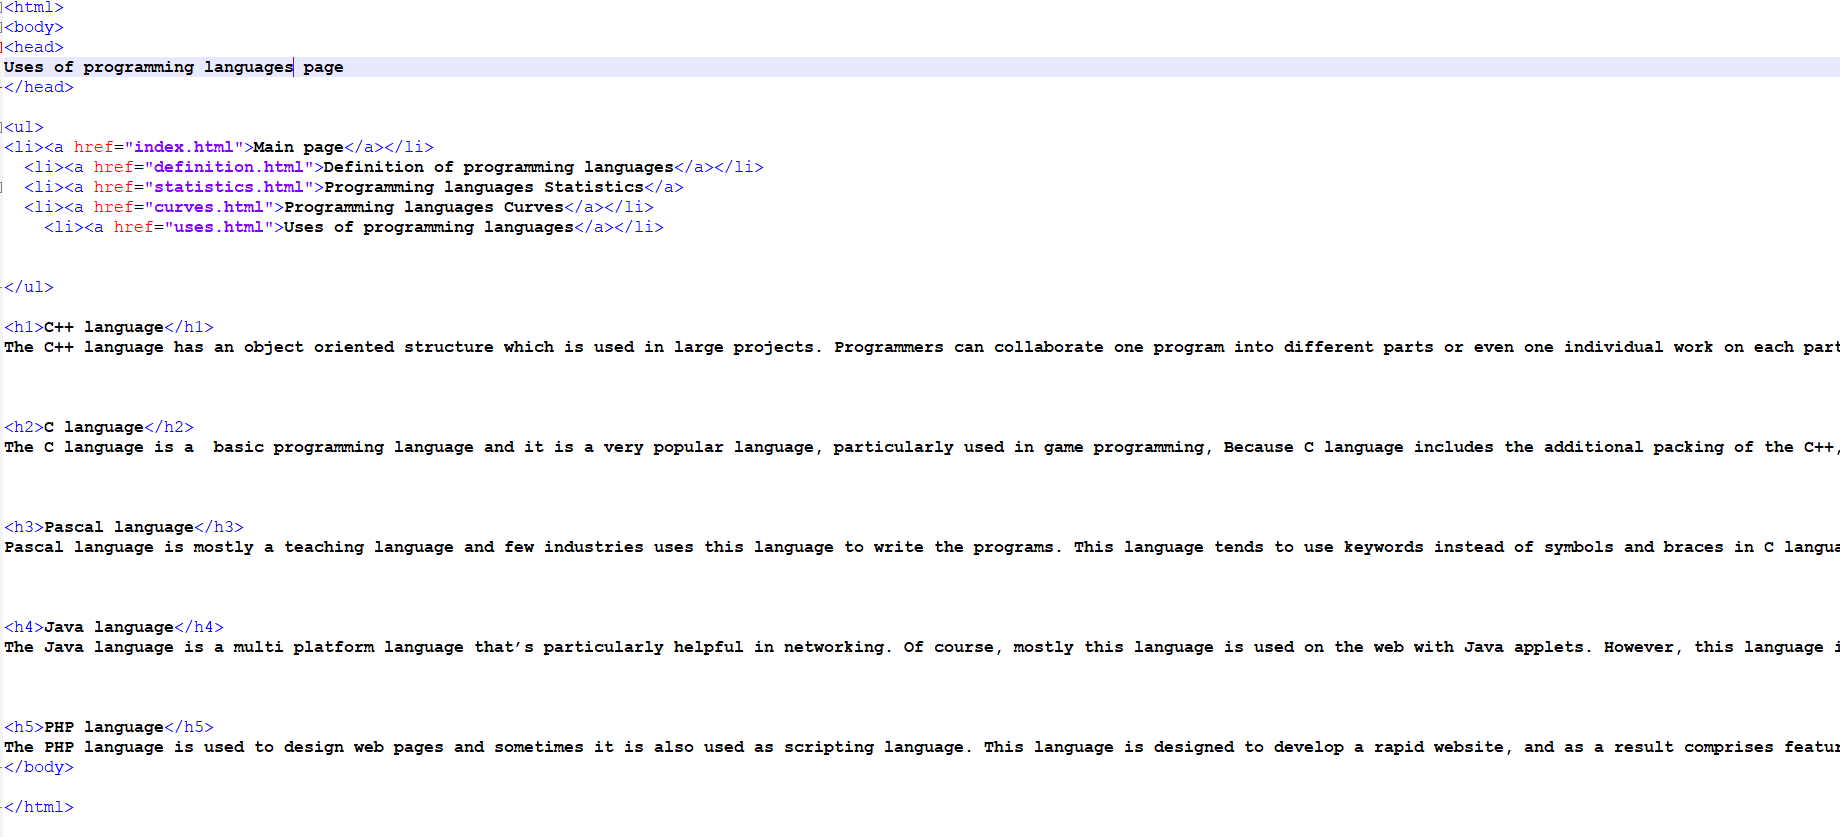 <html>
<body>
<head>
Uses of programming languages page
</head>
<ul>
<li><a href="index.html">Main page</a></li>
<li><a href="definition.html">Definition of programming languages</a></li>
<li><a href="statistics.html">Programming languages Statistics</a>
<li><a href="curves.html">Programming languages Curves</a></li>
<li><a href="uses.html">Uses of programming languages</a></li>
</ul>
<h1>C++ language</h1>
The C++ language has an object oriented structure which is used in large projects. Programmers can collaborate one program into different parts or even one individual work on each part
<h2>C language</h2>
The C language is a  basic programming language and it is a very popular language, particularly used in game programming, Because C language includes the additional packing of the C++,
<h3>Pascal language</h3>
Pascal language is mostly a teaching language and few industries uses this language to write the programs. This language tends to use keywords instead of symbols and braces in C langua
<h4>Java language</h4>
The Java language is a multi platform language that’s particularly helpful in networking. Of course, mostly this language is used on the web with Java applets. However, this language i
<h5>PHP language</h5>
The PHP language is used to design web pages and sometimes it is also used as scripting language. This language is designed to develop a rapid website, and as a result comprises featur
</body>
</html>